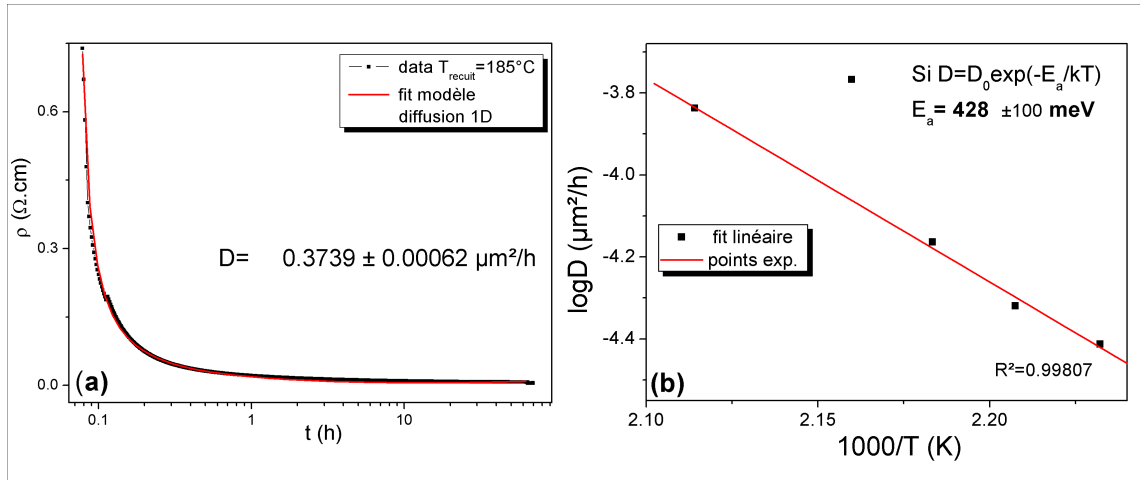 data Trecuit=185°C
fit modèle
diffusion 1D
ρ (Ω.cm)
0.6
0.3
0.0
D= 0.3739 ± 0.00062 µm²/h
(a)
0.1
1
10
t (h)
Si D=D0exp(-Ea/kT)
Ea= 428 ±100 meV
logD (µm²/h)
-3.8
-4.0
-4.2
-4.4
fit linéaire
points exp.
(b)
R²=0.99807
2.10
2.15
2.20
1000/T (K)